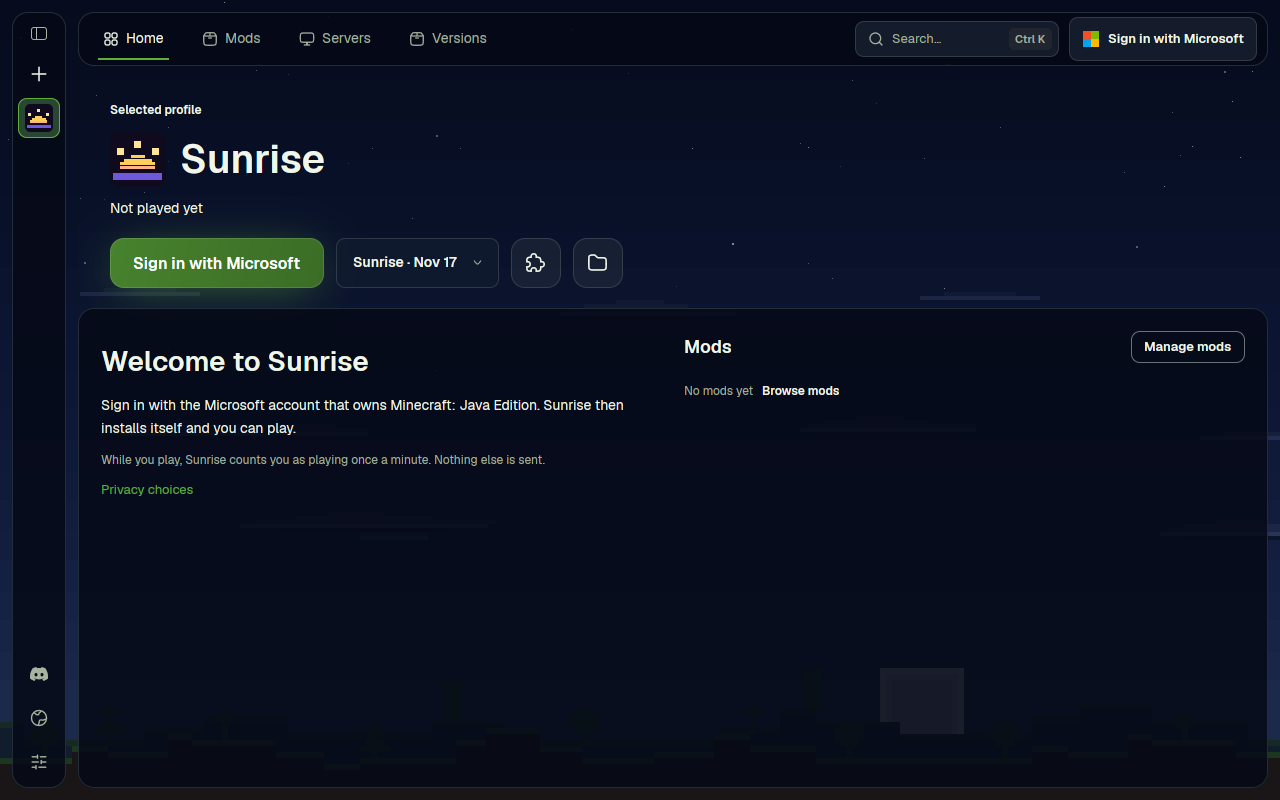 Home
Mods
Servers
Versions
Search...
Ctrl K
Sign in with Microsoft
Selected profile
Sunrise
Not played yet
Sign in with Microsoft
Sunrise · Nov 17
Welcome to Sunrise
Sign in with the Microsoft account that owns Minecraft: Java Edition. Sunrise then
installs itself and you can play.
While you play, Sunrise counts you as playing once a minute. Nothing else is sent.
Privacy choices
Mods
Manage mods
No mods yet Browse mods